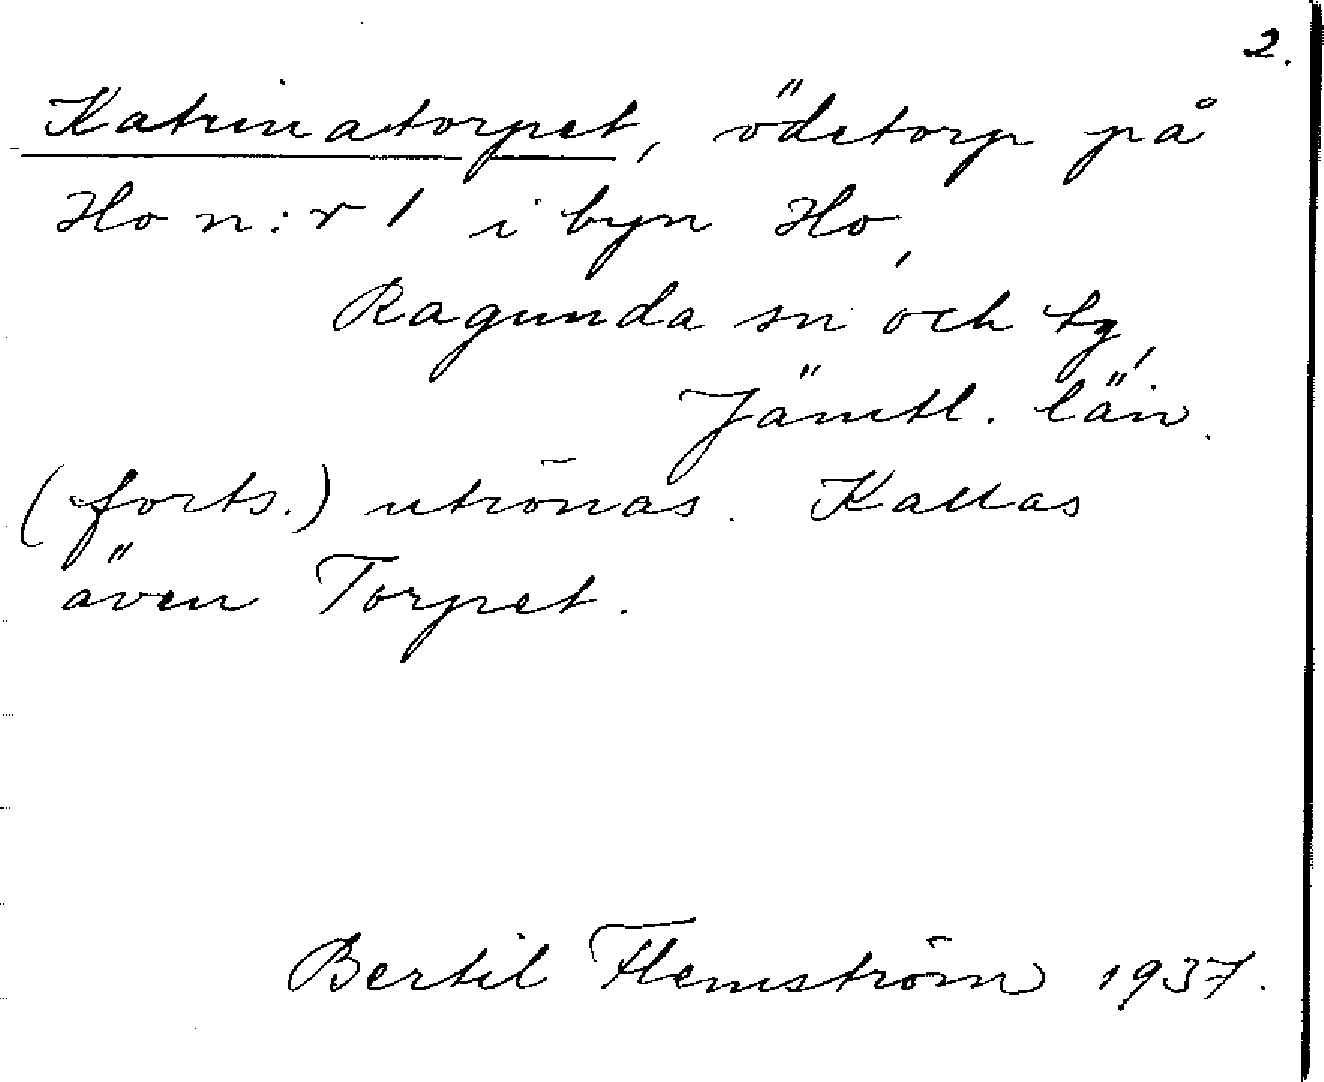 2.
Katrinatorpet, ödetorp på
Ho n:r 1 i byn Ho,
Ragunda sn och tg,
Jämtl. län.
(forts.) utrönas. Kallas
även Torpet.
Bertil Flemström 1937.